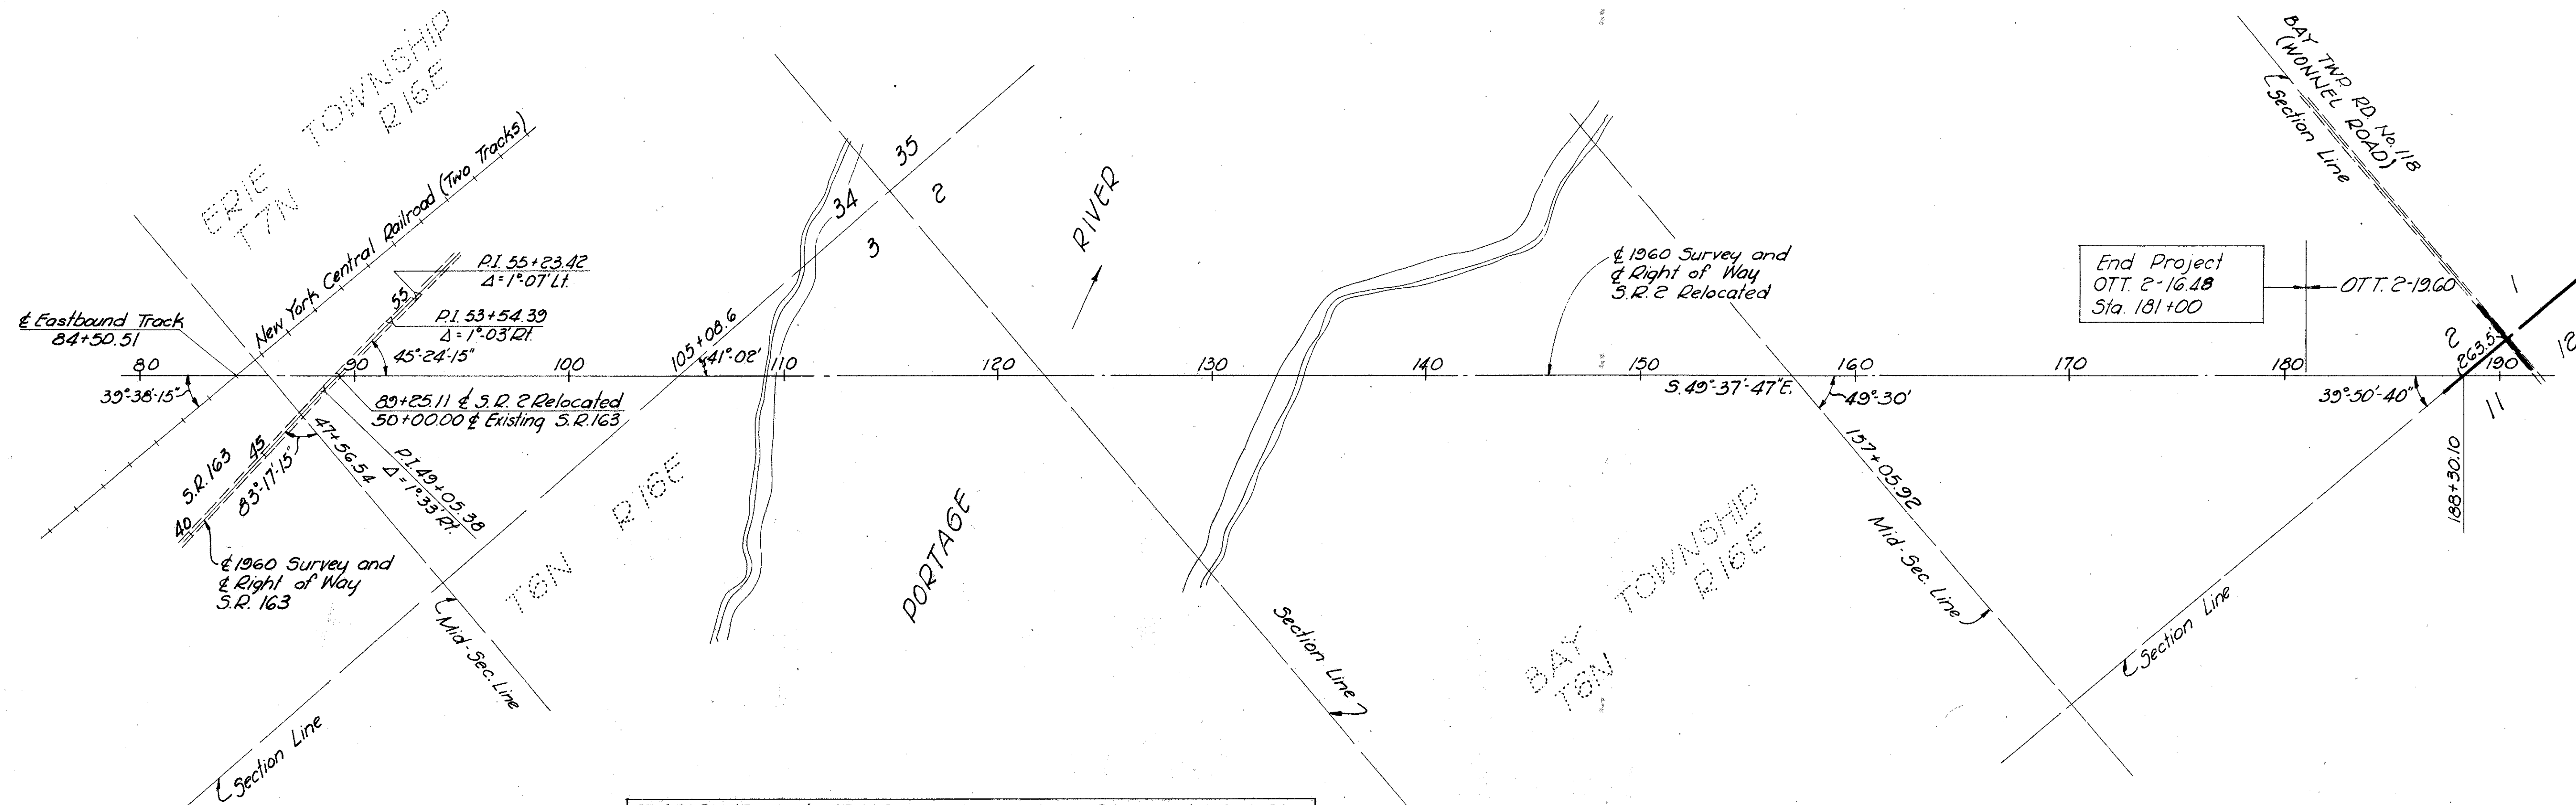 ERIE TOWNSHIP
T7N R16E
New York Central Railroad (Two Tracks)
℄ Eastbound Track
84+50.51
P.I. 55+23.42
Δ = 1°-07' Lt.
P.I. 53+54.39
Δ = 1°-03' Rt.
45°-24'-15"
55
80
90
100
110
120
130
140
150
160
170
180
190
39°-38'-15"
89+25.11 ℄ S.R. 2 Relocated
50+00.00 ℄ Existing S.R. 163
S.R. 163
45
40
83°-17'-15"
47+56.54
P.I. 49+05.38
Δ = 1°-33' Rt.
℄ 1960 Survey and
℄ Right of Way
S.R. 163
Mid-Sec. Line
Section Line
T6N R16E
105+08.6
41°-02'
35
34
2
3
RIVER
PORTAGE
Section Line
℄ 1960 Survey and
℄ Right of Way
S.R. 2 Relocated
S. 49°-37'-47" E.
49°-30'
157+05.92
Mid-Sec. Line
BAY TOWNSHIP
T6N R16E
BAY TWP. RD. No. 118
(WONNEL ROAD)
Section Line
End Project
OTT. 2-16.48
Sta. 181+00
OTT. 2-19.60
1
2
263.5'
12
11
39°-50'-40"
188+30.10
Section Line